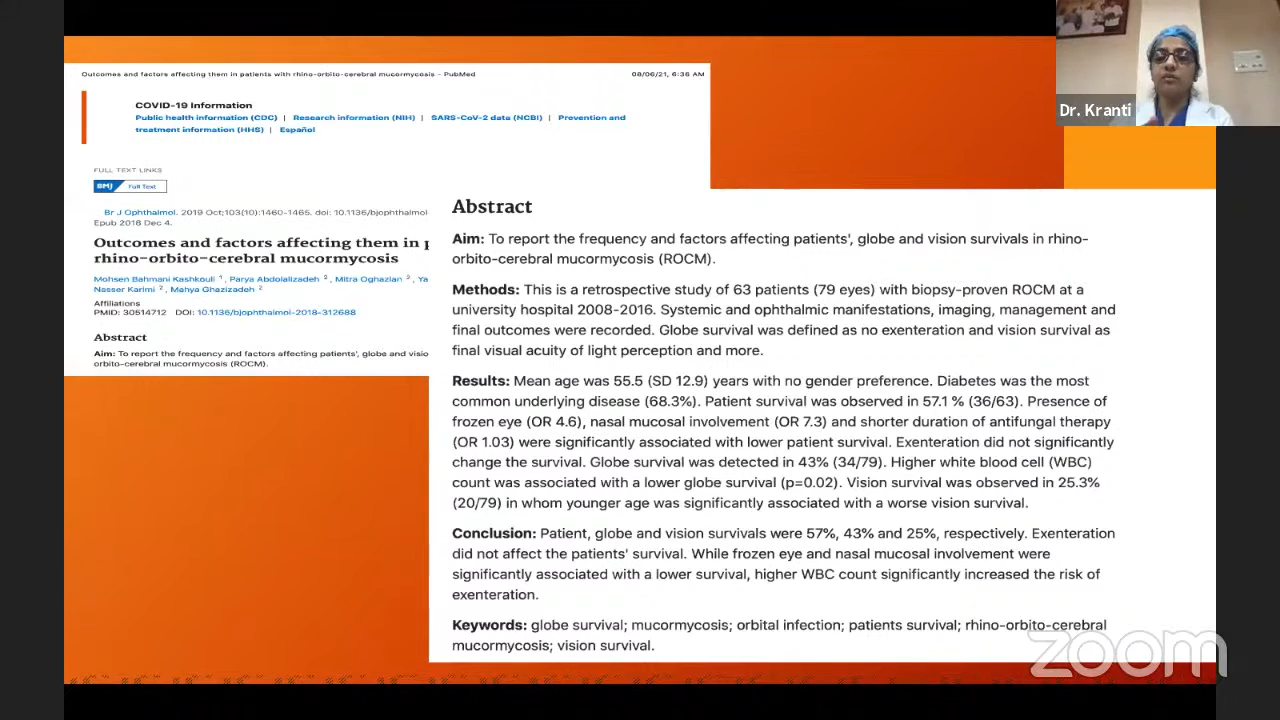 Outcomes and factors affecting them in patients with rhino-orbito-cerebral mucormycosis - PubMed
08/06/21, 6:36 AM
COVID-19 Information
Public health information (CDC) | Research information (NIH) | SARS-CoV-2 data (NCBI) | Prevention and
treatment information (HHS) | Español
FULL TEXT LINKS
BMJ Full Text
Br J Ophthalmol. 2019 Oct;103(10):1460-1465. doi: 10.1136/bjophthalmol
Epub 2018 Dec 4.
Outcomes and factors affecting them in p
rhino-orbito-cerebral mucormycosis
Mohsen Bahmani Kashkouli 1, Parya Abdolalizadeh 2, Mitra Oghazian 3, Ya
Nasser Karimi 2, Mahya Ghazizadeh 2
Affiliations
PMID: 30514712 DOI: 10.1136/bjophthalmol-2018-312688
Abstract
Aim: To report the frequency and factors affecting patients', globe and visio
orbito-cerebral mucormycosis (ROCM).
Abstract
Aim: To report the frequency and factors affecting patients', globe and vision survivals in rhino-
orbito-cerebral mucormycosis (ROCM).
Methods: This is a retrospective study of 63 patients (79 eyes) with biopsy-proven ROCM at a
university hospital 2008-2016. Systemic and ophthalmic manifestations, imaging, management and
final outcomes were recorded. Globe survival was defined as no exenteration and vision survival as
final visual acuity of light perception and more.
Results: Mean age was 55.5 (SD 12.9) years with no gender preference. Diabetes was the most
common underlying disease (68.3%). Patient survival was observed in 57.1 % (36/63). Presence of
frozen eye (OR 4.6), nasal mucosal involvement (OR 7.3) and shorter duration of antifungal therapy
(OR 1.03) were significantly associated with lower patient survival. Exenteration did not significantly
change the survival. Globe survival was detected in 43% (34/79). Higher white blood cell (WBC)
count was associated with a lower globe survival (p=0.02). Vision survival was observed in 25.3%
(20/79) in whom younger age was significantly associated with a worse vision survival.
Conclusion: Patient, globe and vision survivals were 57%, 43% and 25%, respectively. Exenteration
did not affect the patients' survival. While frozen eye and nasal mucosal involvement were
significantly associated with a lower survival, higher WBC count significantly increased the risk of
exenteration.
Keywords: globe survival; mucormycosis; orbital infection; patients survival; rhino-orbito-cerebral
mucormycosis; vision survival.
Dr. Kranti
zoom